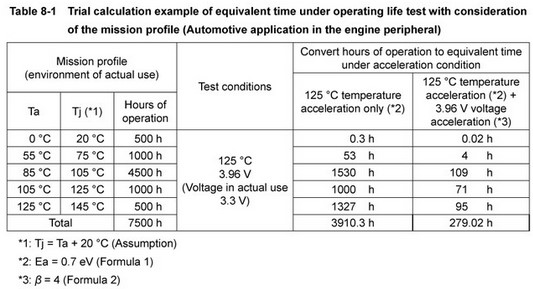 Table 8-1 Trial calculation example of equivalent time under operating life test with consideration
of the mission profile (Automotive application in the engine peripheral)
Mission profile
(environment of actual use)
Test conditions
Convert hours of operation to equivalent time
under acceleration condition
Ta Tj (*1) Hours of
operation
125 °C temperature
acceleration only (*2)
125 °C temperature
acceleration (*2) +
3.96 V voltage
acceleration (*3)
0 °C 20 °C 500 h 0.3 h 0.02 h
55 °C 75 °C 1000 h 53 h 4 h
85 °C 105 °C 4500 h 1530 h 109 h
105 °C 125 °C 1000 h 1000 h 71 h
125 °C 145 °C 500 h 1327 h 95 h
125 °C
3.96 V
(Voltage in actual use
3.3 V)
Total 7500 h 3910.3 h 279.02 h
*1: Tj = Ta + 20 °C (Assumption)
*2: Ea = 0.7 eV (Formula 1)
*3: β = 4 (Formula 2)